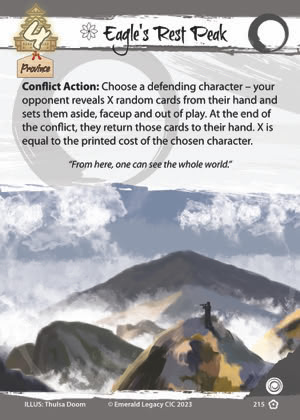 4
Eagle's Rest Peak
Province
Conflict Action: Choose a defending character – your
opponent reveals X random cards from their hand and
sets them aside, faceup and out of play. At the end
of the conflict, they return those cards to their hand. X is
equal to the printed cost of the chosen character.
"From here, one can see the whole world."
ILLUS: Thulsa Doom © Emerald Legacy CIC 2023 215